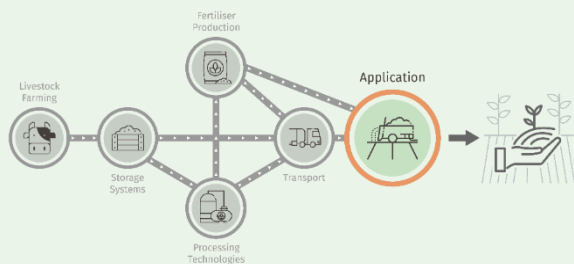 Fertiliser
Production
Application
Livestock
Farming
Storage
Systems
Transport
Processing
Technologies